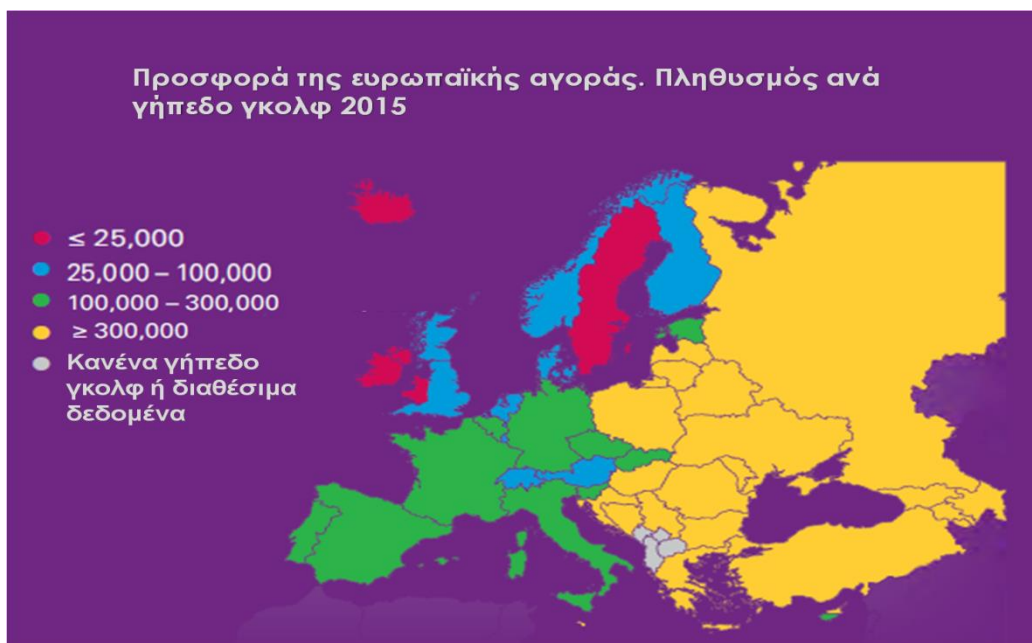 Προσφορά της ευρωπαϊκής αγοράς. Πληθυσμός ανά
γήπεδο γκολφ 2015
≤ 25,000
25,000 – 100,000
100,000 – 300,000
≥ 300,000
Κανένα γήπεδο
γκολφ ή διαθέσιμα
δεδομένα